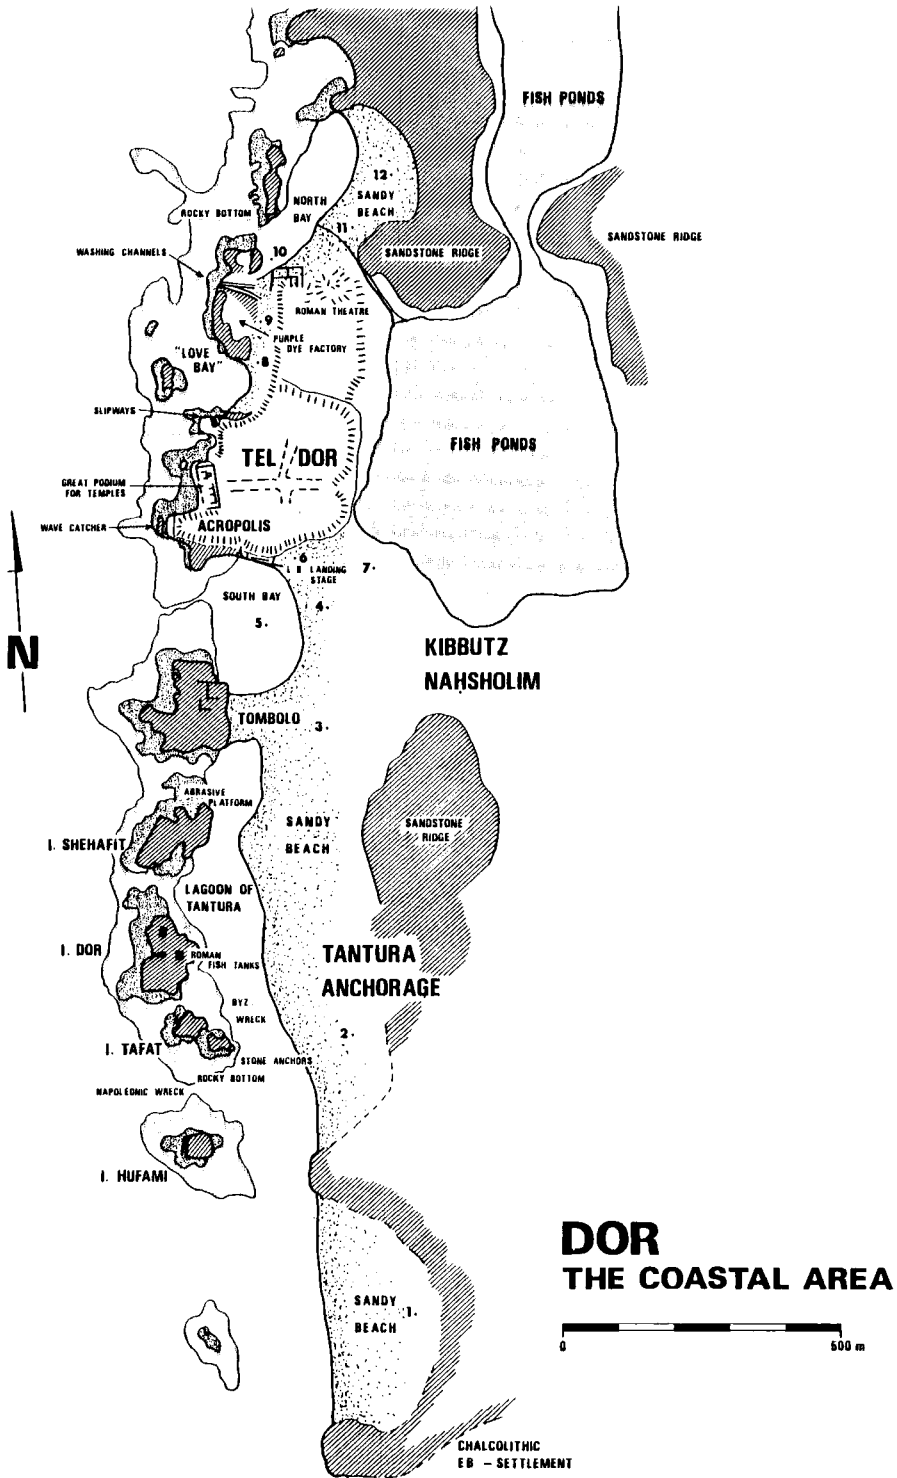 FISH PONDS
12.
SANDY
BEACH
NORTH
BAY
ROCKY BOTTOM
11
SANDSTONE RIDGE
WASHING CHANNELS
10
SANDSTONE RIDGE
ROMAN THEATRE
9
PURPLE
DYE FACTORY
"LOVE
BAY"
8
SLIPWAYS
FISH PONDS
TEL DOR
GREAT PODIUM
FOR TEMPLES
WAVE CATCHER
ACROPOLIS
6
7.
L B LANDING
STAGE
SOUTH BAY
4.
5.
N
KIBBUTZ
NAḤSHOLIM
TOMBOLO
3.
ABRASIVE
PLATFORM
SANDY
BEACH
SANDSTONE
RIDGE
I. SHEHAFIT
LAGOON OF
TANTURA
I. DOR
ROMAN
FISH TANKS
TANTURA
ANCHORAGE
BYZ
WRECK
2.
I. TAFAT
STONE ANCHORS
ROCKY BOTTOM
NAPOLEONIC WRECK
I. HUFAMI
DOR
THE COASTAL AREA
SANDY
BEACH
1.
0
500 m
CHALCOLITHIC
EB - SETTLEMENT